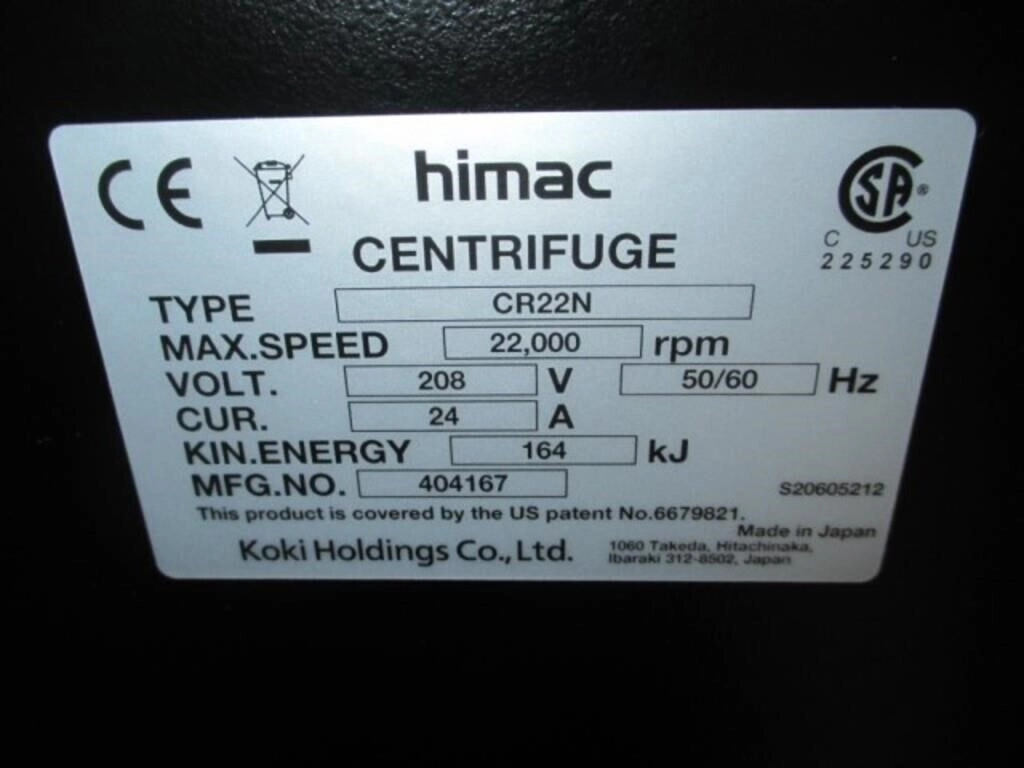 CE
himac
SA®
C US
225290
CENTRIFUGE
TYPE CR22N
MAX.SPEED 22,000 rpm
VOLT. 208 V 50/60 Hz
CUR. 24 A
KIN.ENERGY 164 kJ
MFG.NO. 404167
S20605212
This product is covered by the US patent No.6679821.
Made in Japan
Koki Holdings Co., Ltd.
1060 Takeda, Hitachinaka,
Ibaraki 312-8502, Japan